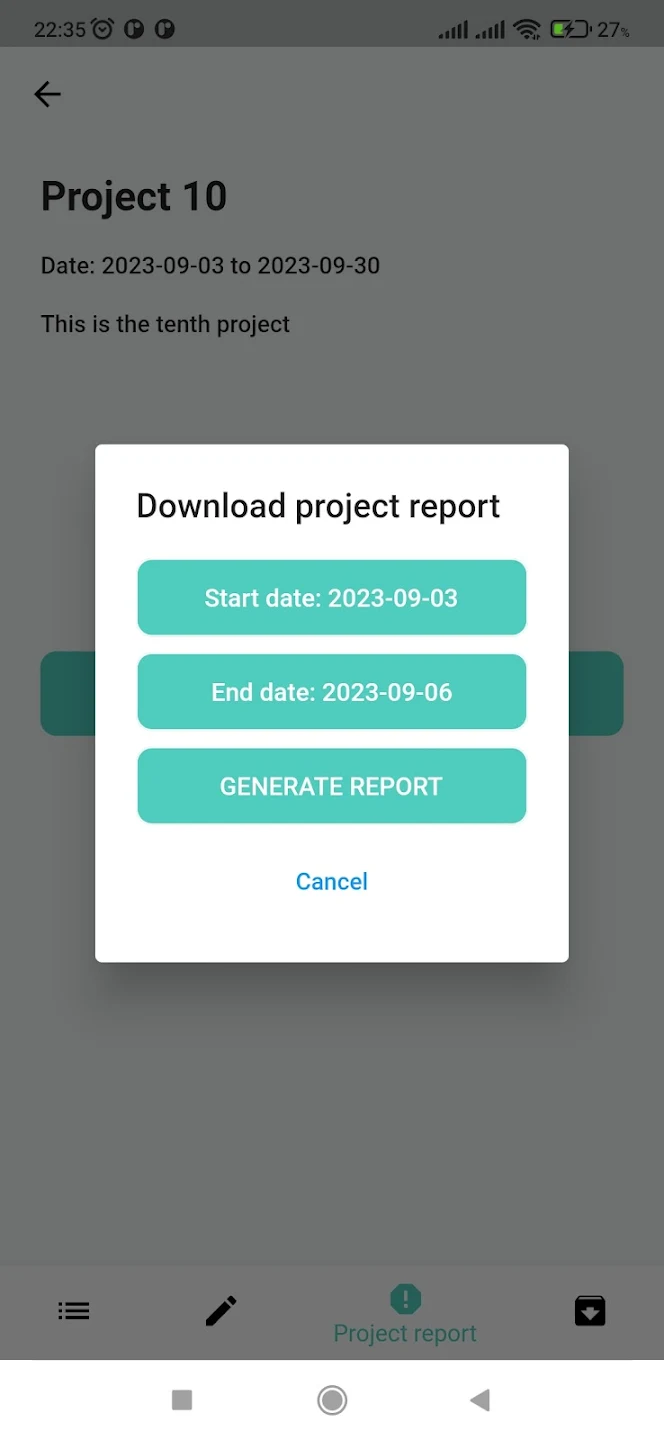 22:35 27%
Project 10
Date: 2023-09-03 to 2023-09-30
This is the tenth project
Download project report
Start date: 2023-09-03
End date: 2023-09-06
GENERATE REPORT
Cancel
Project report